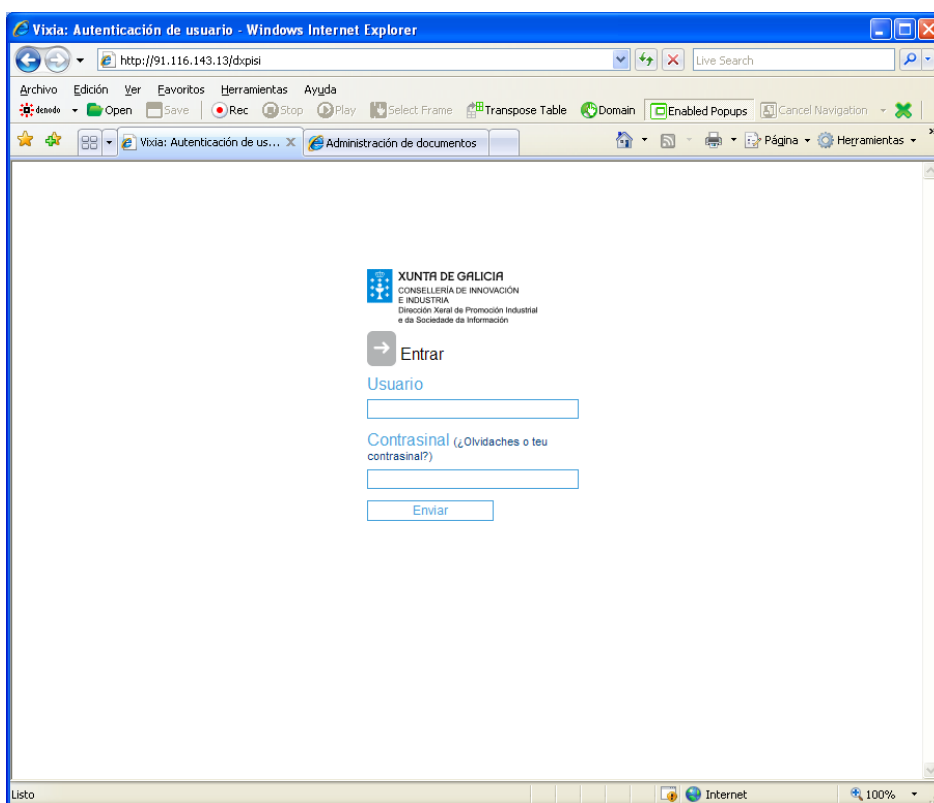 Vixia: Autenticación de usuario - Windows Internet Explorer
http://91.116.143.13/dxpisi
Live Search
Archivo Edición Ver Favoritos Herramientas Ayuda
denodo Open Save Rec Stop Play Select Frame Transpose Table Domain Enabled Popups Cancel Navigation
Vixia: Autenticación de us... Administración de documentos Página Herramientas
XUNTA DE GALICIA
CONSELLERÍA DE INNOVACIÓN
E INDUSTRIA
Dirección Xeral de Promoción Industrial
e da Sociedade da Información
Entrar
Usuario
Contrasinal (¿Olvidaches o teu
contrasinal?)
Enviar
Listo Internet 100%